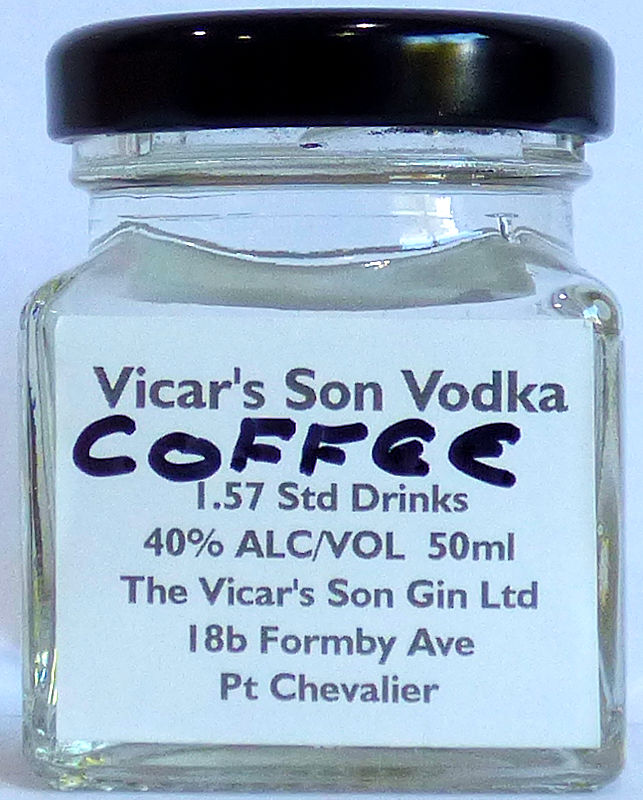 Vicar's Son Vodka
COFFEE
1.57 Std Drinks
40% ALC/VOL 50ml
The Vicar's Son Gin Ltd
18b Formby Ave
Pt Chevalier